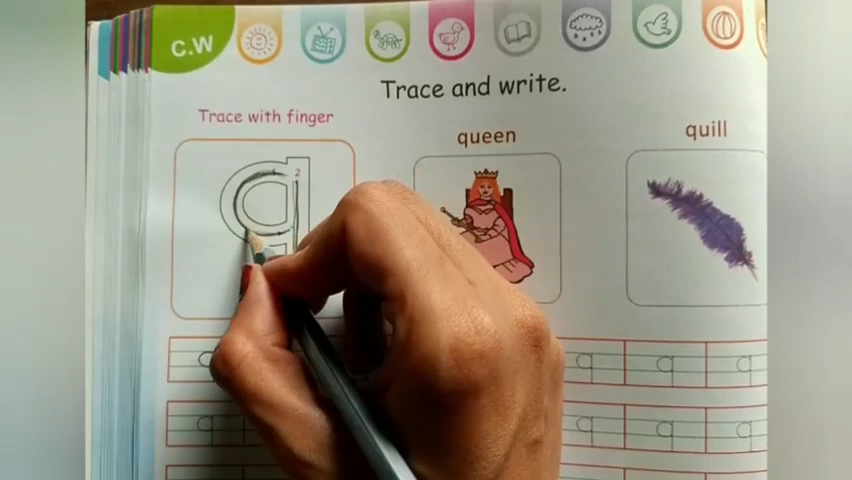 C.W
Trace and write.
Trace with finger
queen
quill
2
q q q q
q q q q